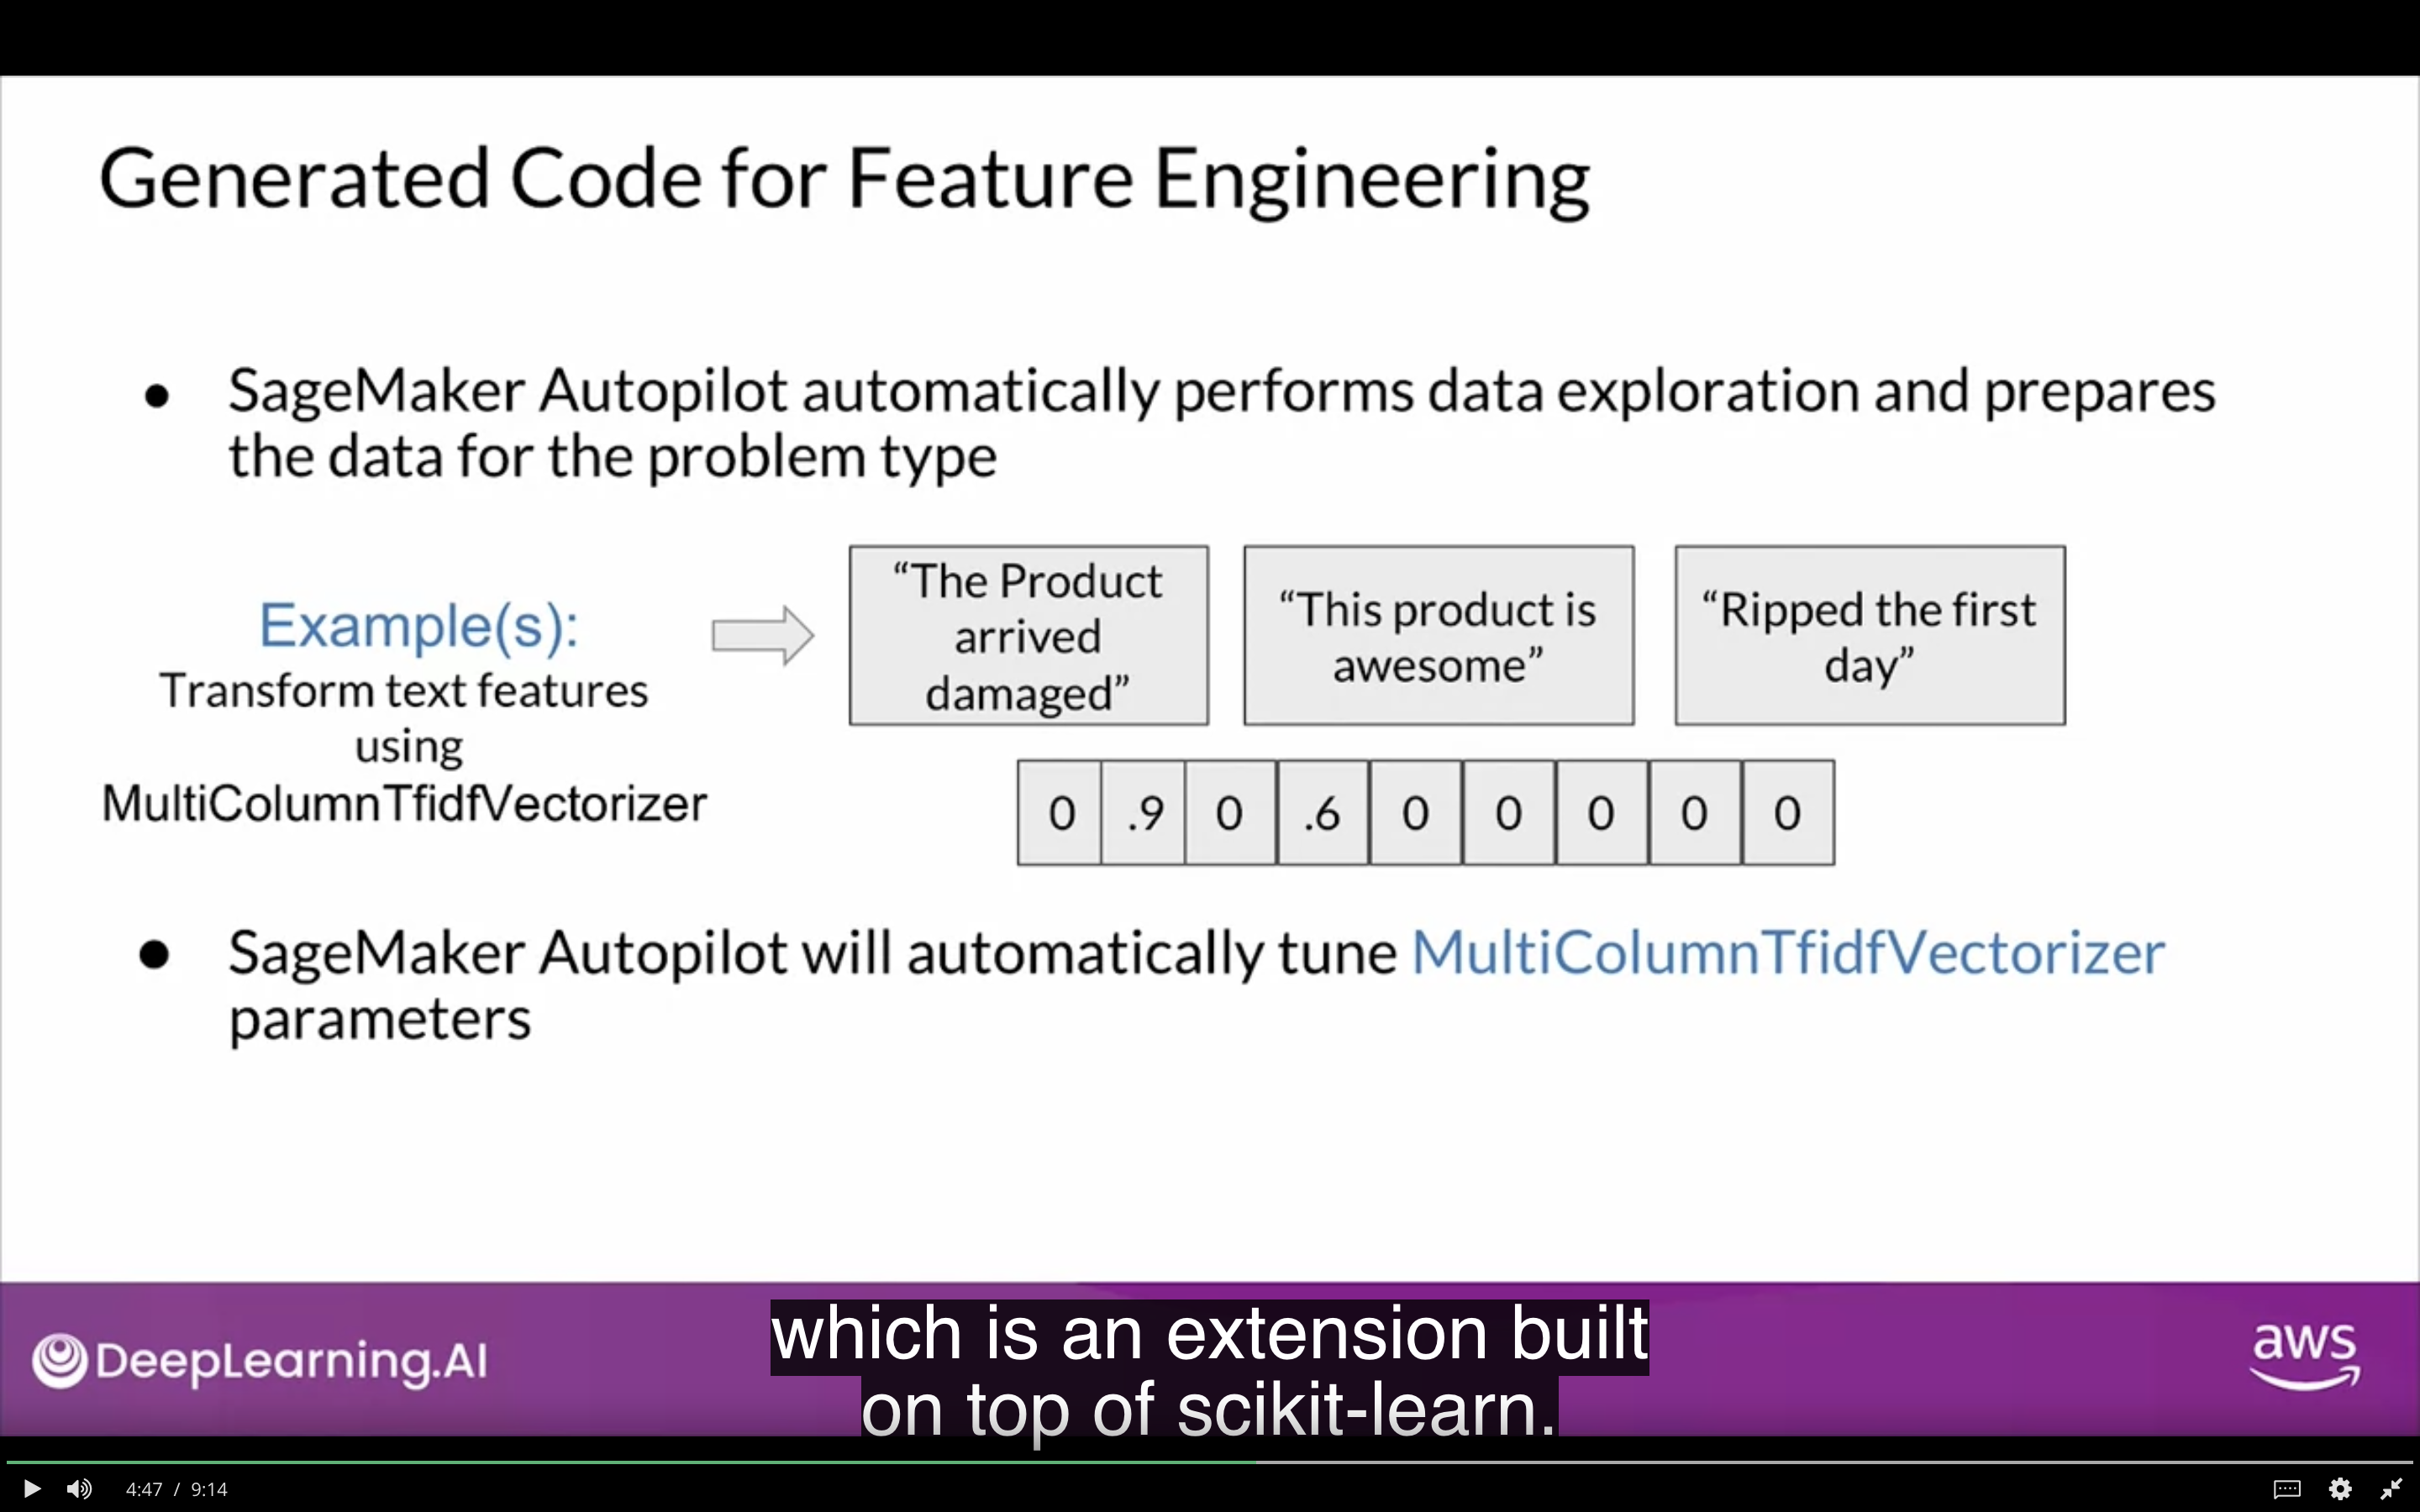 Generated Code for Feature Engineering
● SageMaker Autopilot automatically performs data exploration and prepares
the data for the problem type
Example(s):
Transform text features
using
MultiColumnTfidfVectorizer
“The Product
arrived
damaged”
“This product is
awesome”
“Ripped the first
day”
0 .9 0 .6 0 0 0 0 0
● SageMaker Autopilot will automatically tune MultiColumnTfidfVectorizer
parameters
DeepLearning.AI
which is an extension built
on top of scikit-learn.
aws
4:47 / 9:14